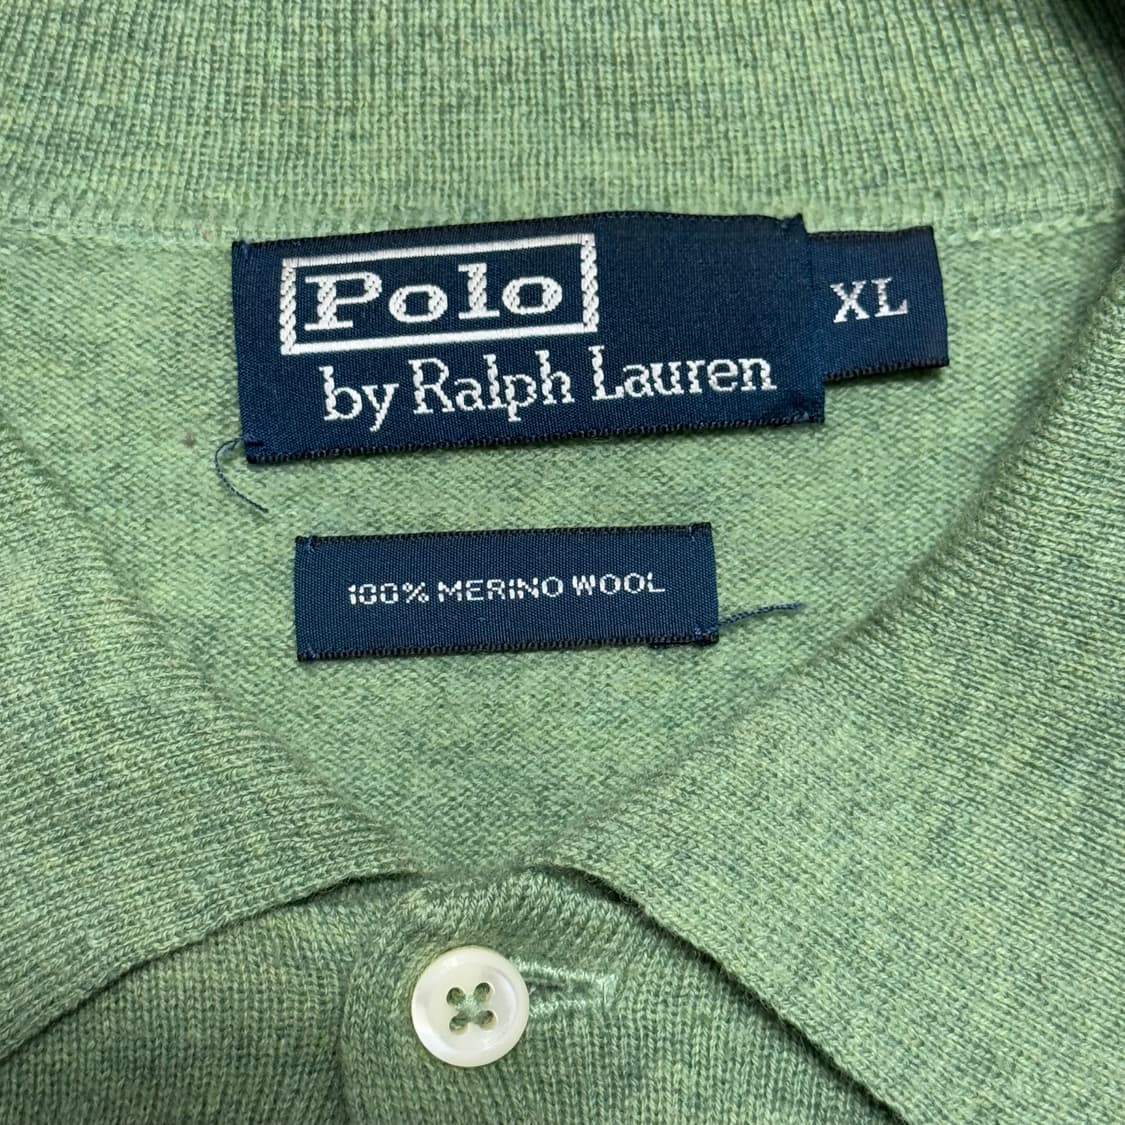 Polo
XL
by Ralph Lauren
100% MERINO WOOL